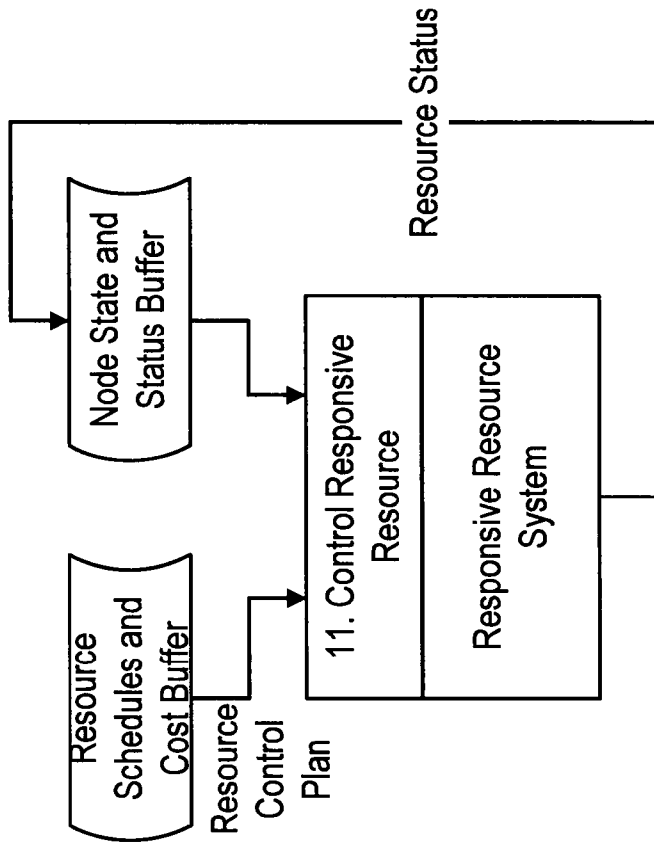 Resource
Schedules and
Cost Buffer
Node State and
Status Buffer
Resource
Control
Plan
11. Control Responsive
Resource
Responsive Resource
System
Resource Status